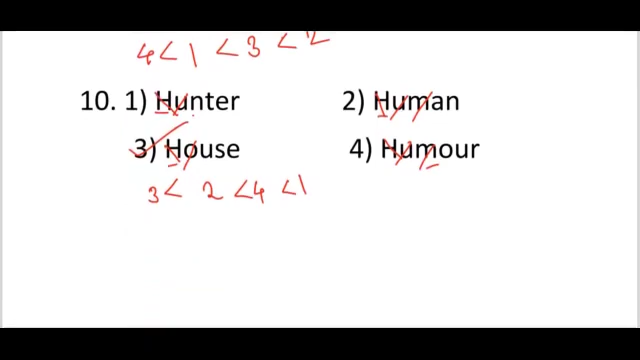 4 < 1 < 3 < 2
10. 1) Hunter 2) Human
3) House 4) Humour
3 < 2 < 4 < 1